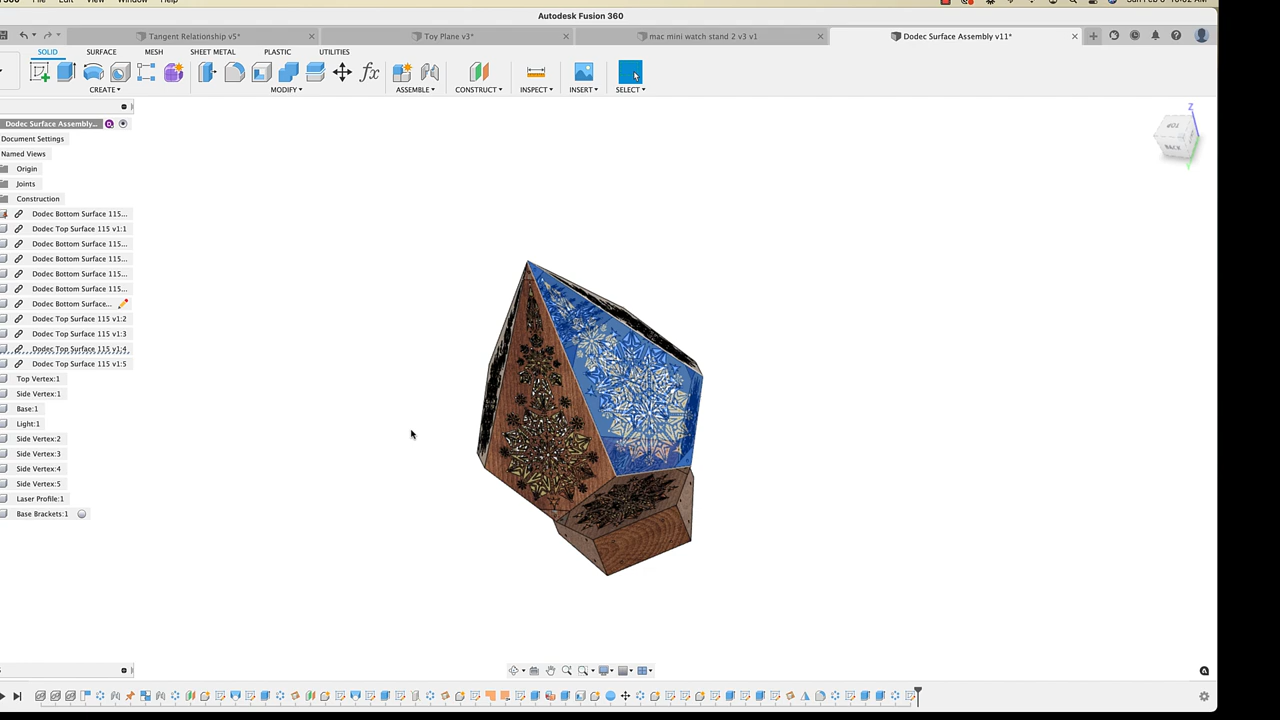 Autodesk Fusion 360
Tangent Relationship v5*
Toy Plane v3*
mac mini watch stand 2 v3 v1
Dodec Surface Assembly v11*
SOLID
SURFACE
MESH
SHEET METAL
PLASTIC
UTILITIES
CREATE
MODIFY
ASSEMBLE
CONSTRUCT
INSPECT
INSERT
SELECT
Dodec Surface Assembly...
Document Settings
Named Views
Origin
Joints
Construction
Dodec Bottom Surface 115...
Dodec Top Surface 115 v1:1
Dodec Bottom Surface 115...
Dodec Bottom Surface 115...
Dodec Bottom Surface 115...
Dodec Bottom Surface 115...
Dodec Bottom Surface...
Dodec Top Surface 115 v1:2
Dodec Top Surface 115 v1:3
Dodec Top Surface 115 v1:4
Dodec Top Surface 115 v1:5
Top Vertex:1
Side Vertex:1
Base:1
Light:1
Side Vertex:2
Side Vertex:3
Side Vertex:4
Side Vertex:5
Laser Profile:1
Base Brackets:1
Z
TOP
BACK